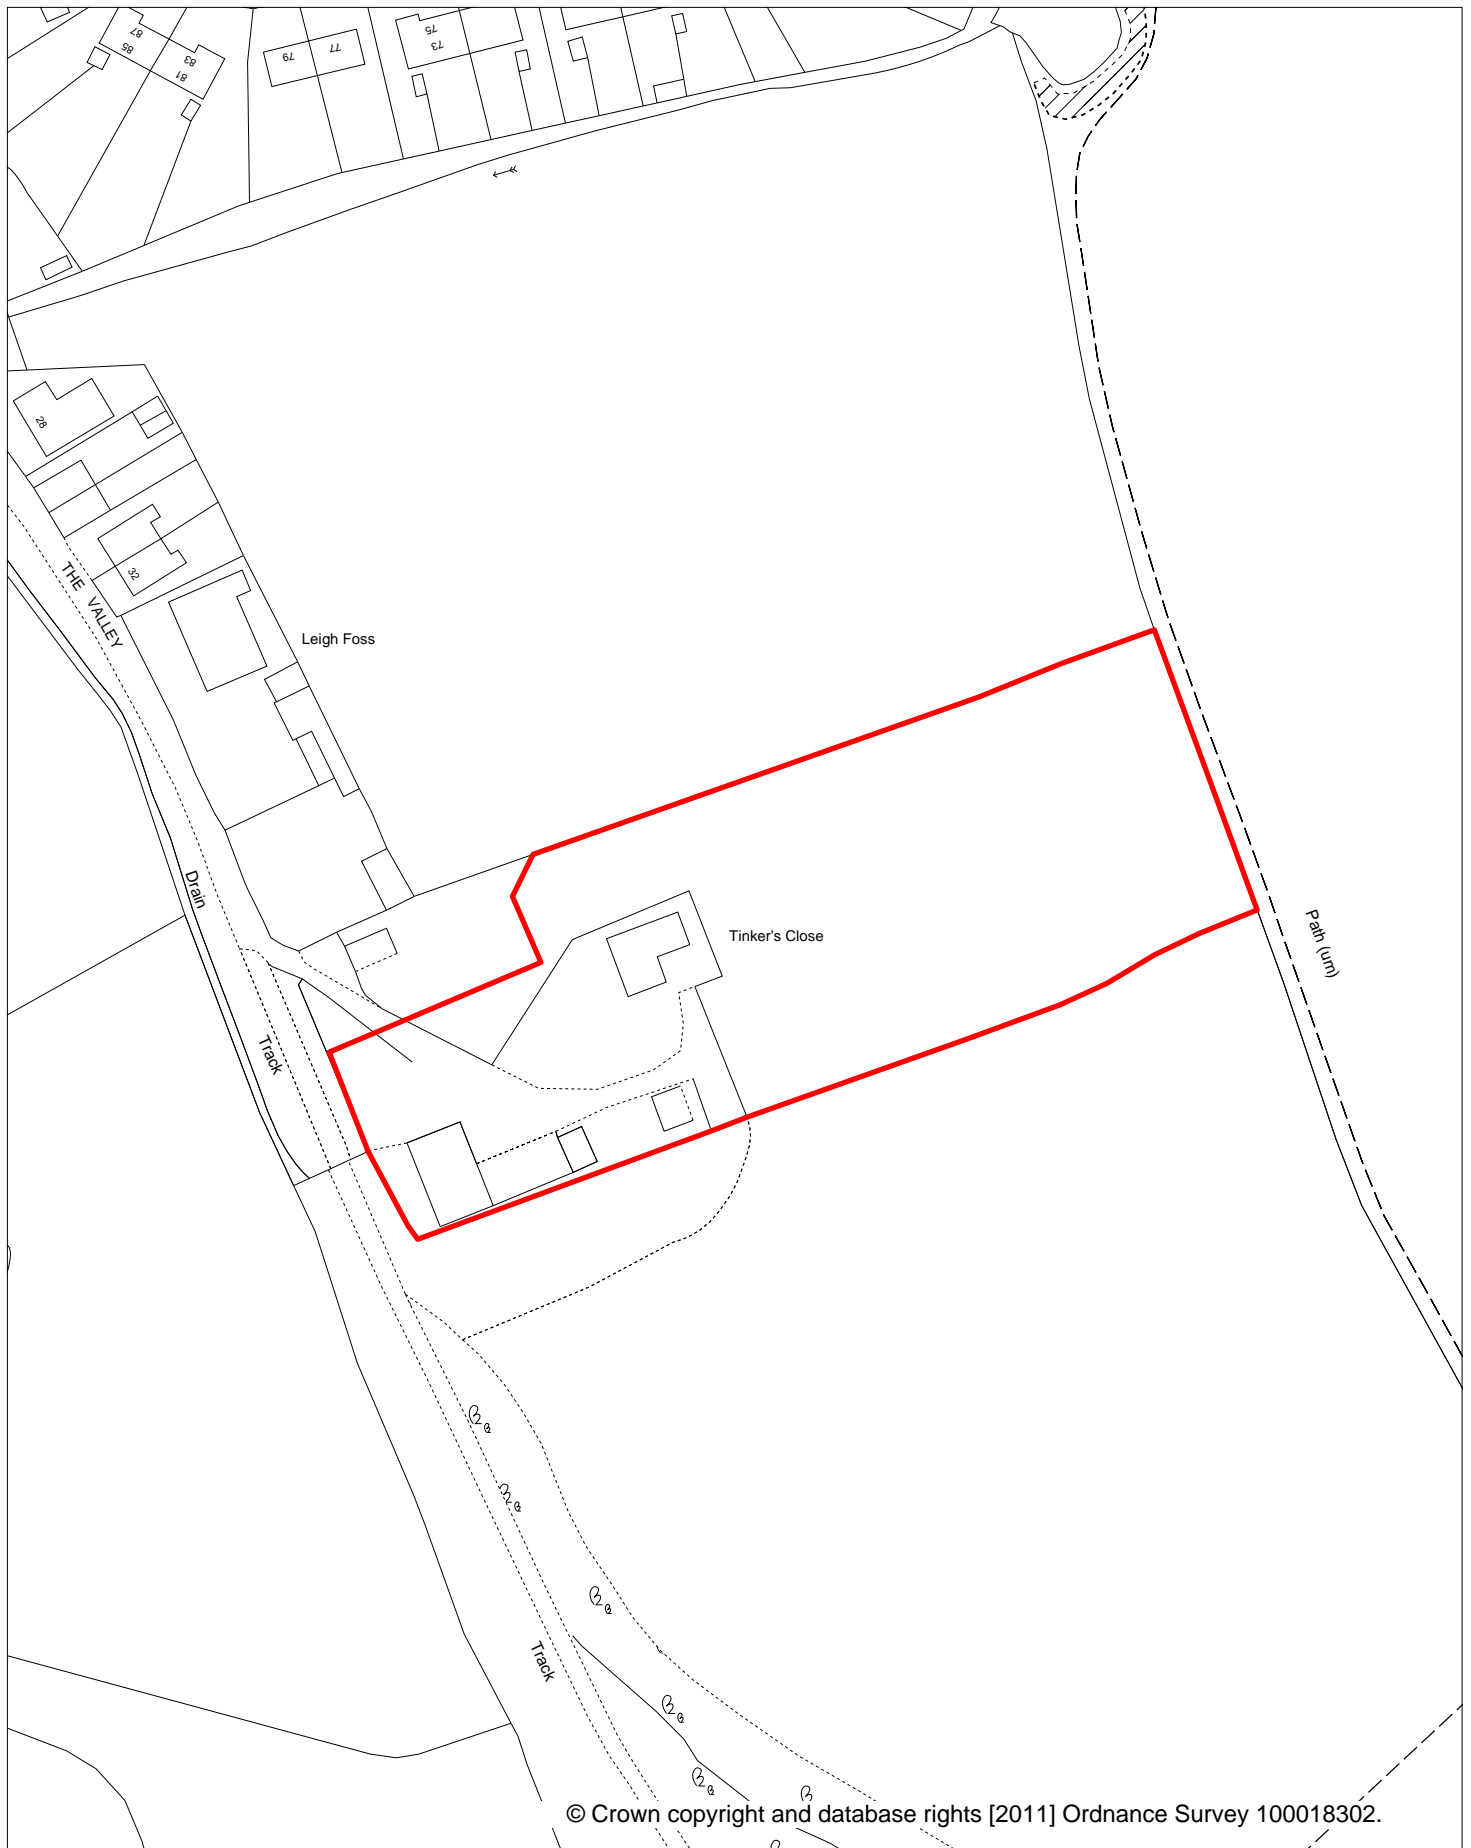 87
85
83
81
79
77
75
73
28
32
THE VALLEY
Leigh Foss
Drain
Tinker's Close
Path (um)
Track
Track
© Crown copyright and database rights [2011] Ordnance Survey 100018302.